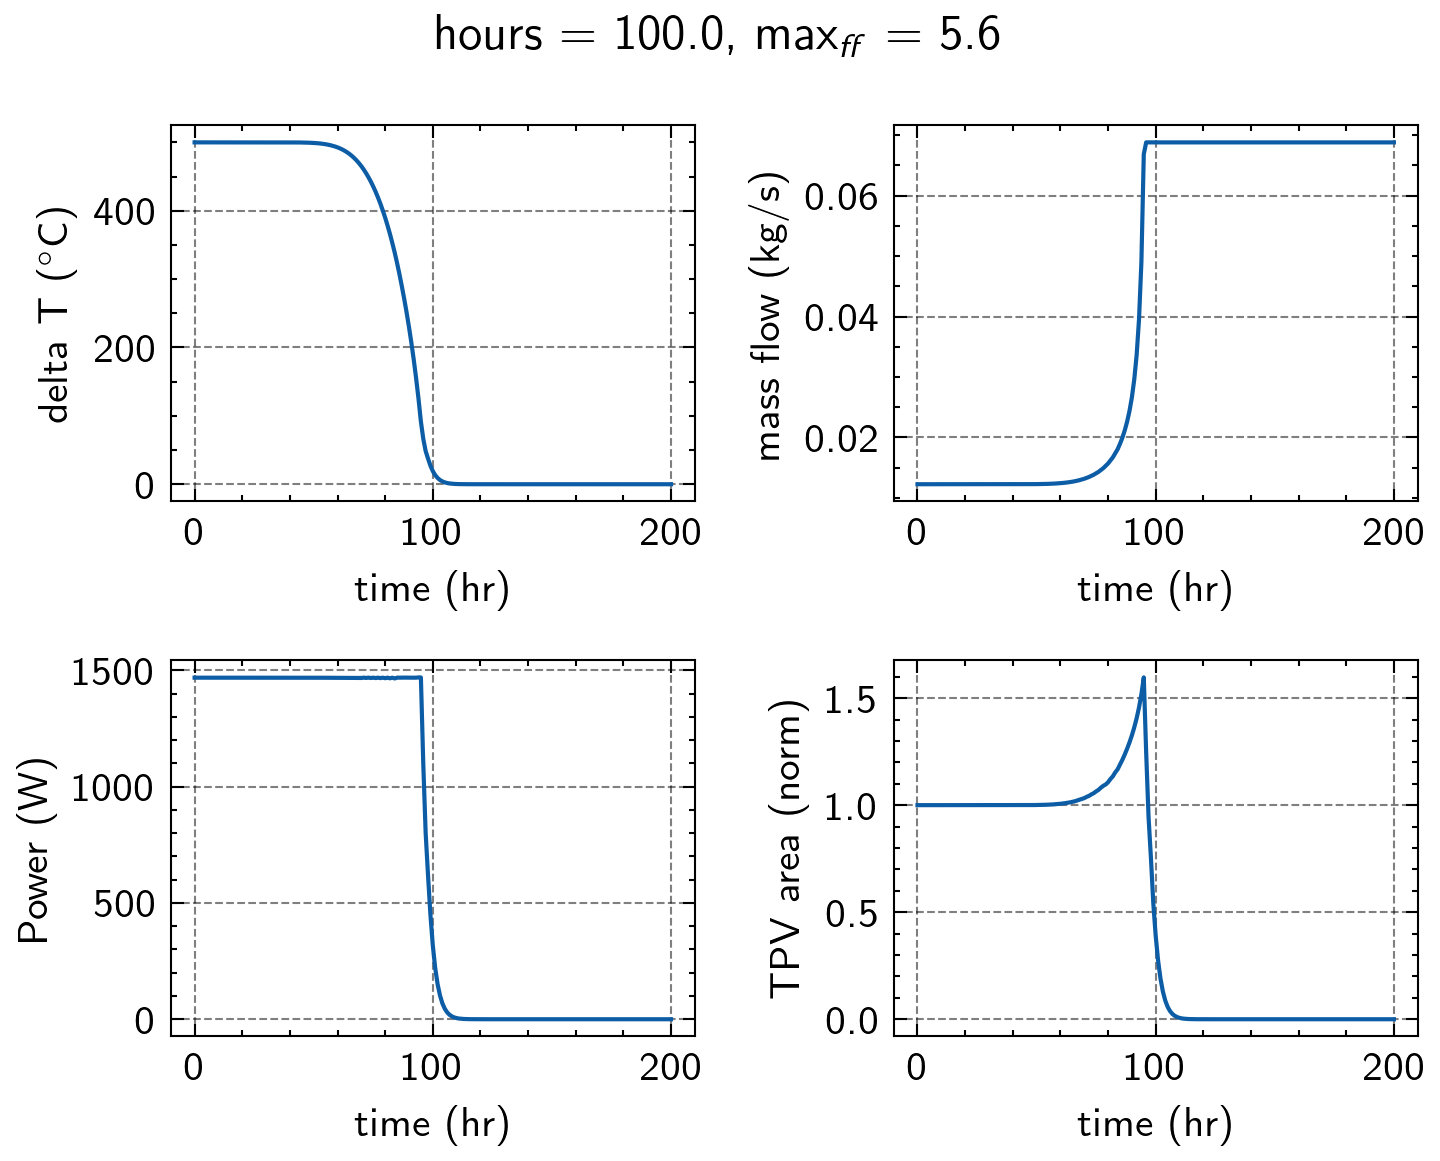 hours = 100.0, max_ff = 5.6
delta T (°C)
400
200
0
0 100 200
time (hr)
mass flow (kg/s)
0.06
0.04
0.02
0 100 200
time (hr)
Power (W)
1500
1000
500
0
0 100 200
time (hr)
TPV area (norm)
1.5
1.0
0.5
0.0
0 100 200
time (hr)